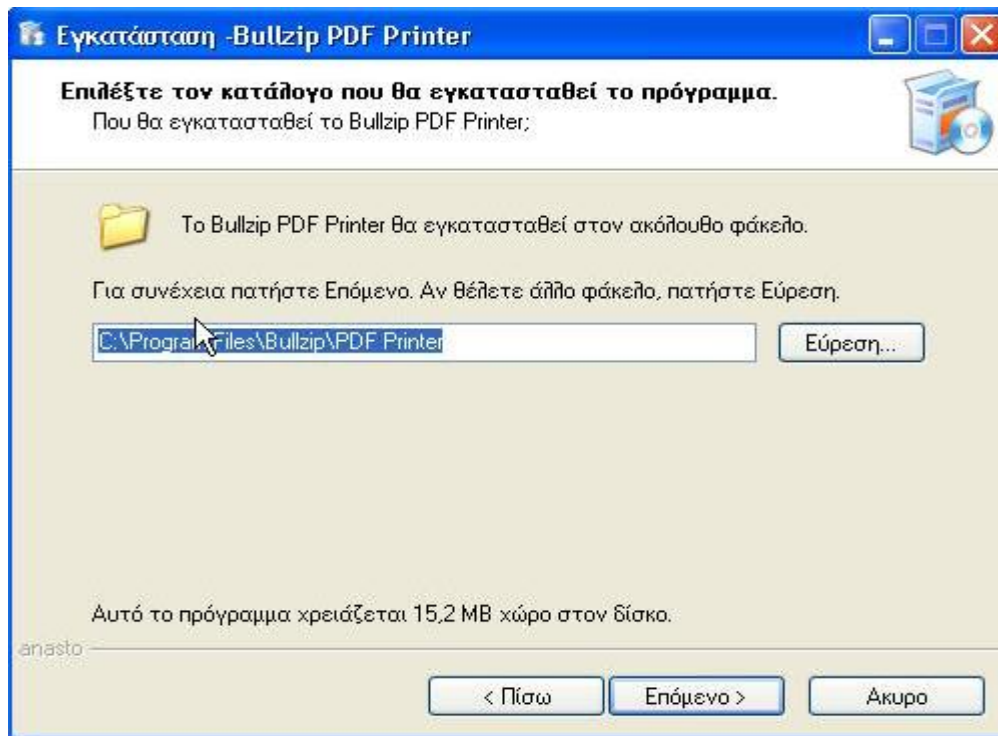 Εγκατάσταση -Bullzip PDF Printer
Επιλέξτε τον κατάλογο που θα εγκατασταθεί το πρόγραμμα.
Που θα εγκατασταθεί το Bullzip PDF Printer;
Το Bullzip PDF Printer θα εγκατασταθεί στον ακόλουθο φάκελο.
Για συνέχεια πατήστε Επόμενο. Αν θέλετε άλλο φάκελο, πατήστε Εύρεση.
C:\Program Files\Bullzip\PDF Printer
Εύρεση...
Αυτό το πρόγραμμα χρειάζεται 15,2 MB χώρο στον δίσκο.
anasto
< Πίσω
Επόμενο >
Ακυρο